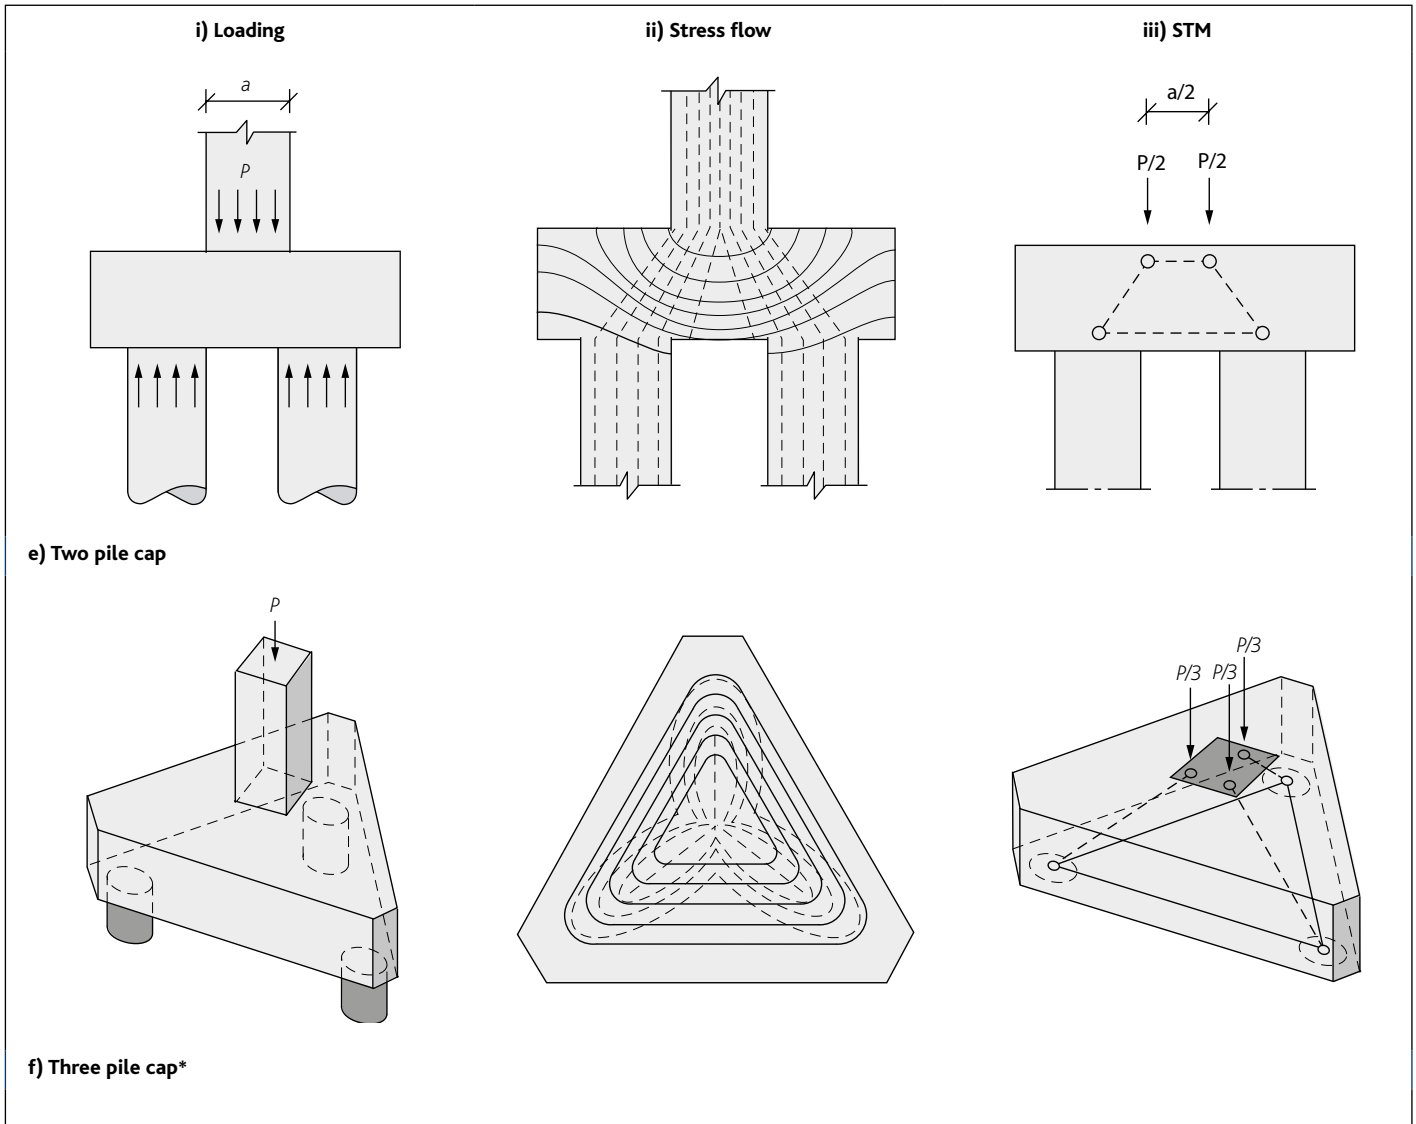 i) Loading
ii) Stress flow
iii) STM
a
P
a/2
P/2 P/2
e) Two pile cap
P
P/3 P/3 P/3
f) Three pile cap*